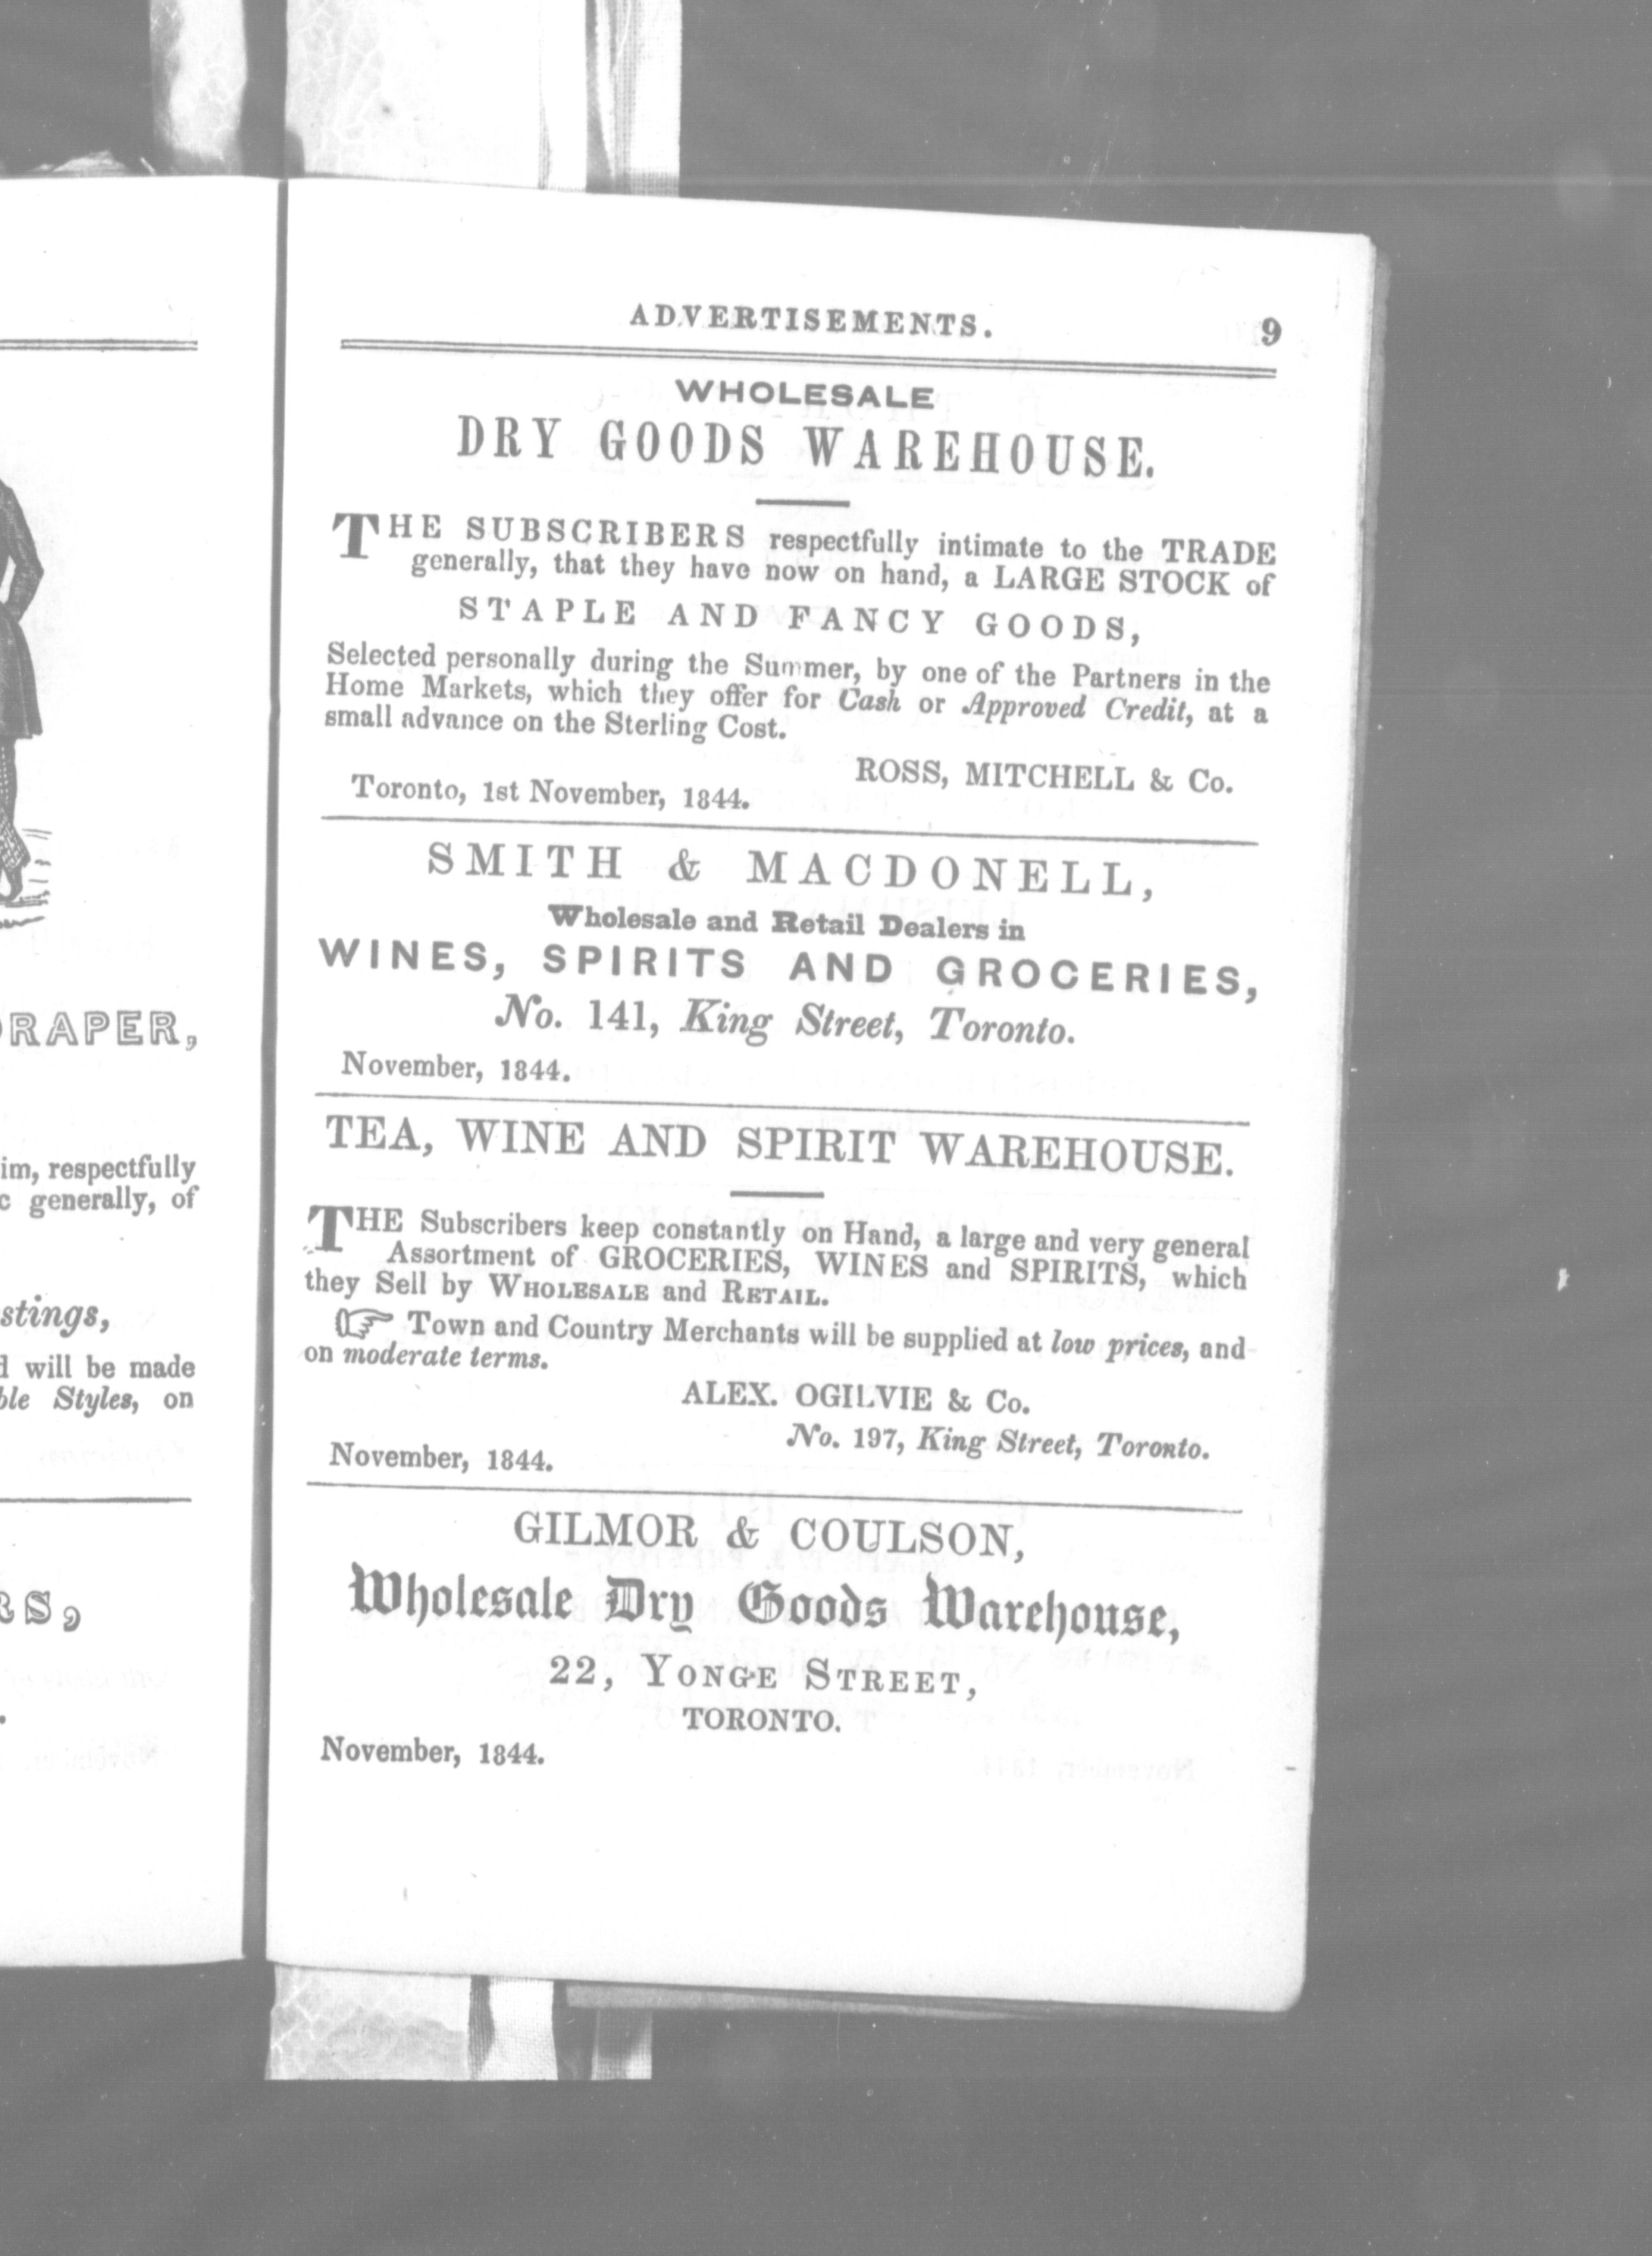 RAPER,
im, respectfully
c generally, of
stings,
will be made
ble Styles, on
RS,
ADVERTISEMENTS. 9
WHOLESALE
DRY GOODS WAREHOUSE.
THE SUBSCRIBERS respectfully intimate to the TRADE
generally, that they have now on hand, a LARGE STOCK of
STAPLE AND FANCY GOODS,
Selected personally during the Summer, by one of the Partners in the
Home Markets, which they offer for Cash or Approved Credit, at a
small advance on the Sterling Cost.
ROSS, MITCHELL & Co.
Toronto, 1st November, 1844.
SMITH & MACDONELL,
Wholesale and Retail Dealers in
WINES, SPIRITS AND GROCERIES,
No. 141, King Street, Toronto.
November, 1844.
TEA, WINE AND SPIRIT WAREHOUSE.
THE Subscribers keep constantly on Hand, a large and very general
Assortment of GROCERIES, WINES and SPIRITS, which
they Sell by WHOLESALE and RETAIL.
☞ Town and Country Merchants will be supplied at low prices, and
on moderate terms.
ALEX. OGILVIE & Co.
No. 197, King Street, Toronto.
November, 1844.
GILMOR & COULSON,
Wholesale Dry Goods Warehouse,
22, YONGE STREET,
TORONTO.
November, 1844.